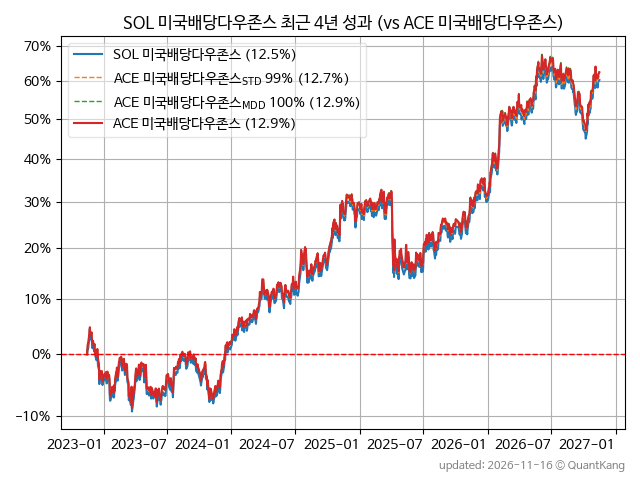 SOL 미국배당다우존스 최근 4년 성과 (vs ACE 미국배당다우존스)
70%
60%
50%
40%
30%
20%
10%
0%
-10%
SOL 미국배당다우존스 (12.5%)
ACE 미국배당다우존스STD 99% (12.7%)
ACE 미국배당다우존스MDD 100% (12.9%)
ACE 미국배당다우존스 (12.9%)
2023-01 2023-07 2024-01 2024-07 2025-01 2025-07 2026-01 2026-07 2027-01
updated: 2026-11-16 © QuantKang